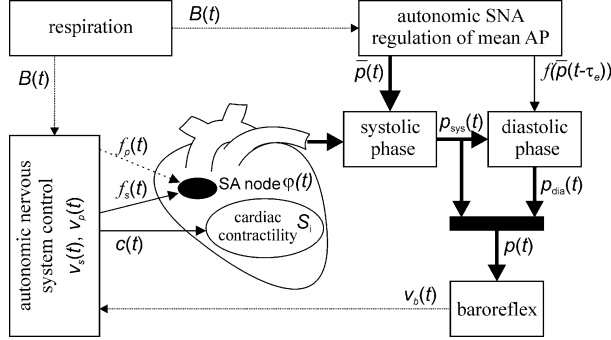 respiration
B(t)
autonomic SNA
regulation of mean AP
B(t)
p̅(t)
f(p̅(t-τe))
systolic
phase
psys(t)
diastolic
phase
pdia(t)
p(t)
baroreflex
vb(t)
autonomic nervous
system control
vs(t), vp(t)
fp(t)
fs(t)
c(t)
SA node φ(t)
cardiac
contractility
Si